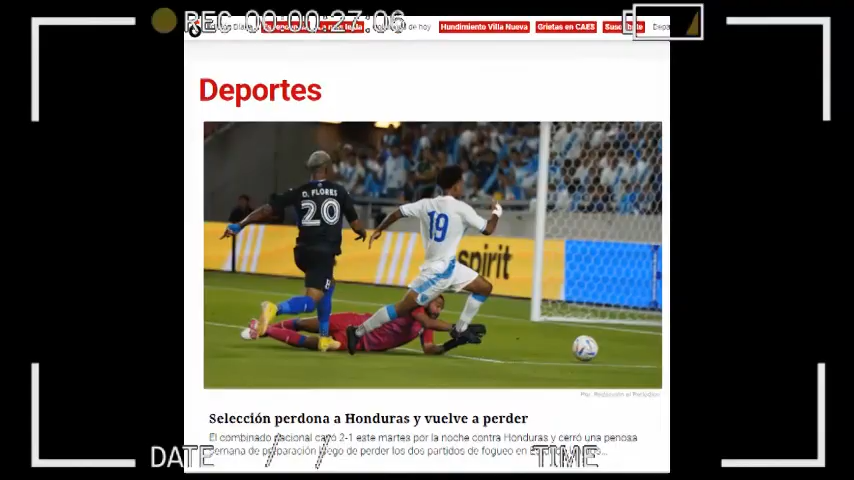 REC 00:00:27:06
de hoy
Hundimiento Villa Nueva
Grietas en CAES
Deportes
D. FLORES
20
19
spirit
Selección perdona a Honduras y vuelve a perder
El combinado nacional cayó 2-1 este martes por la noche contra Honduras y cerró una penosa
semana de preparación luego de perder los dos partidos de fogueo en
DATE / / TIME